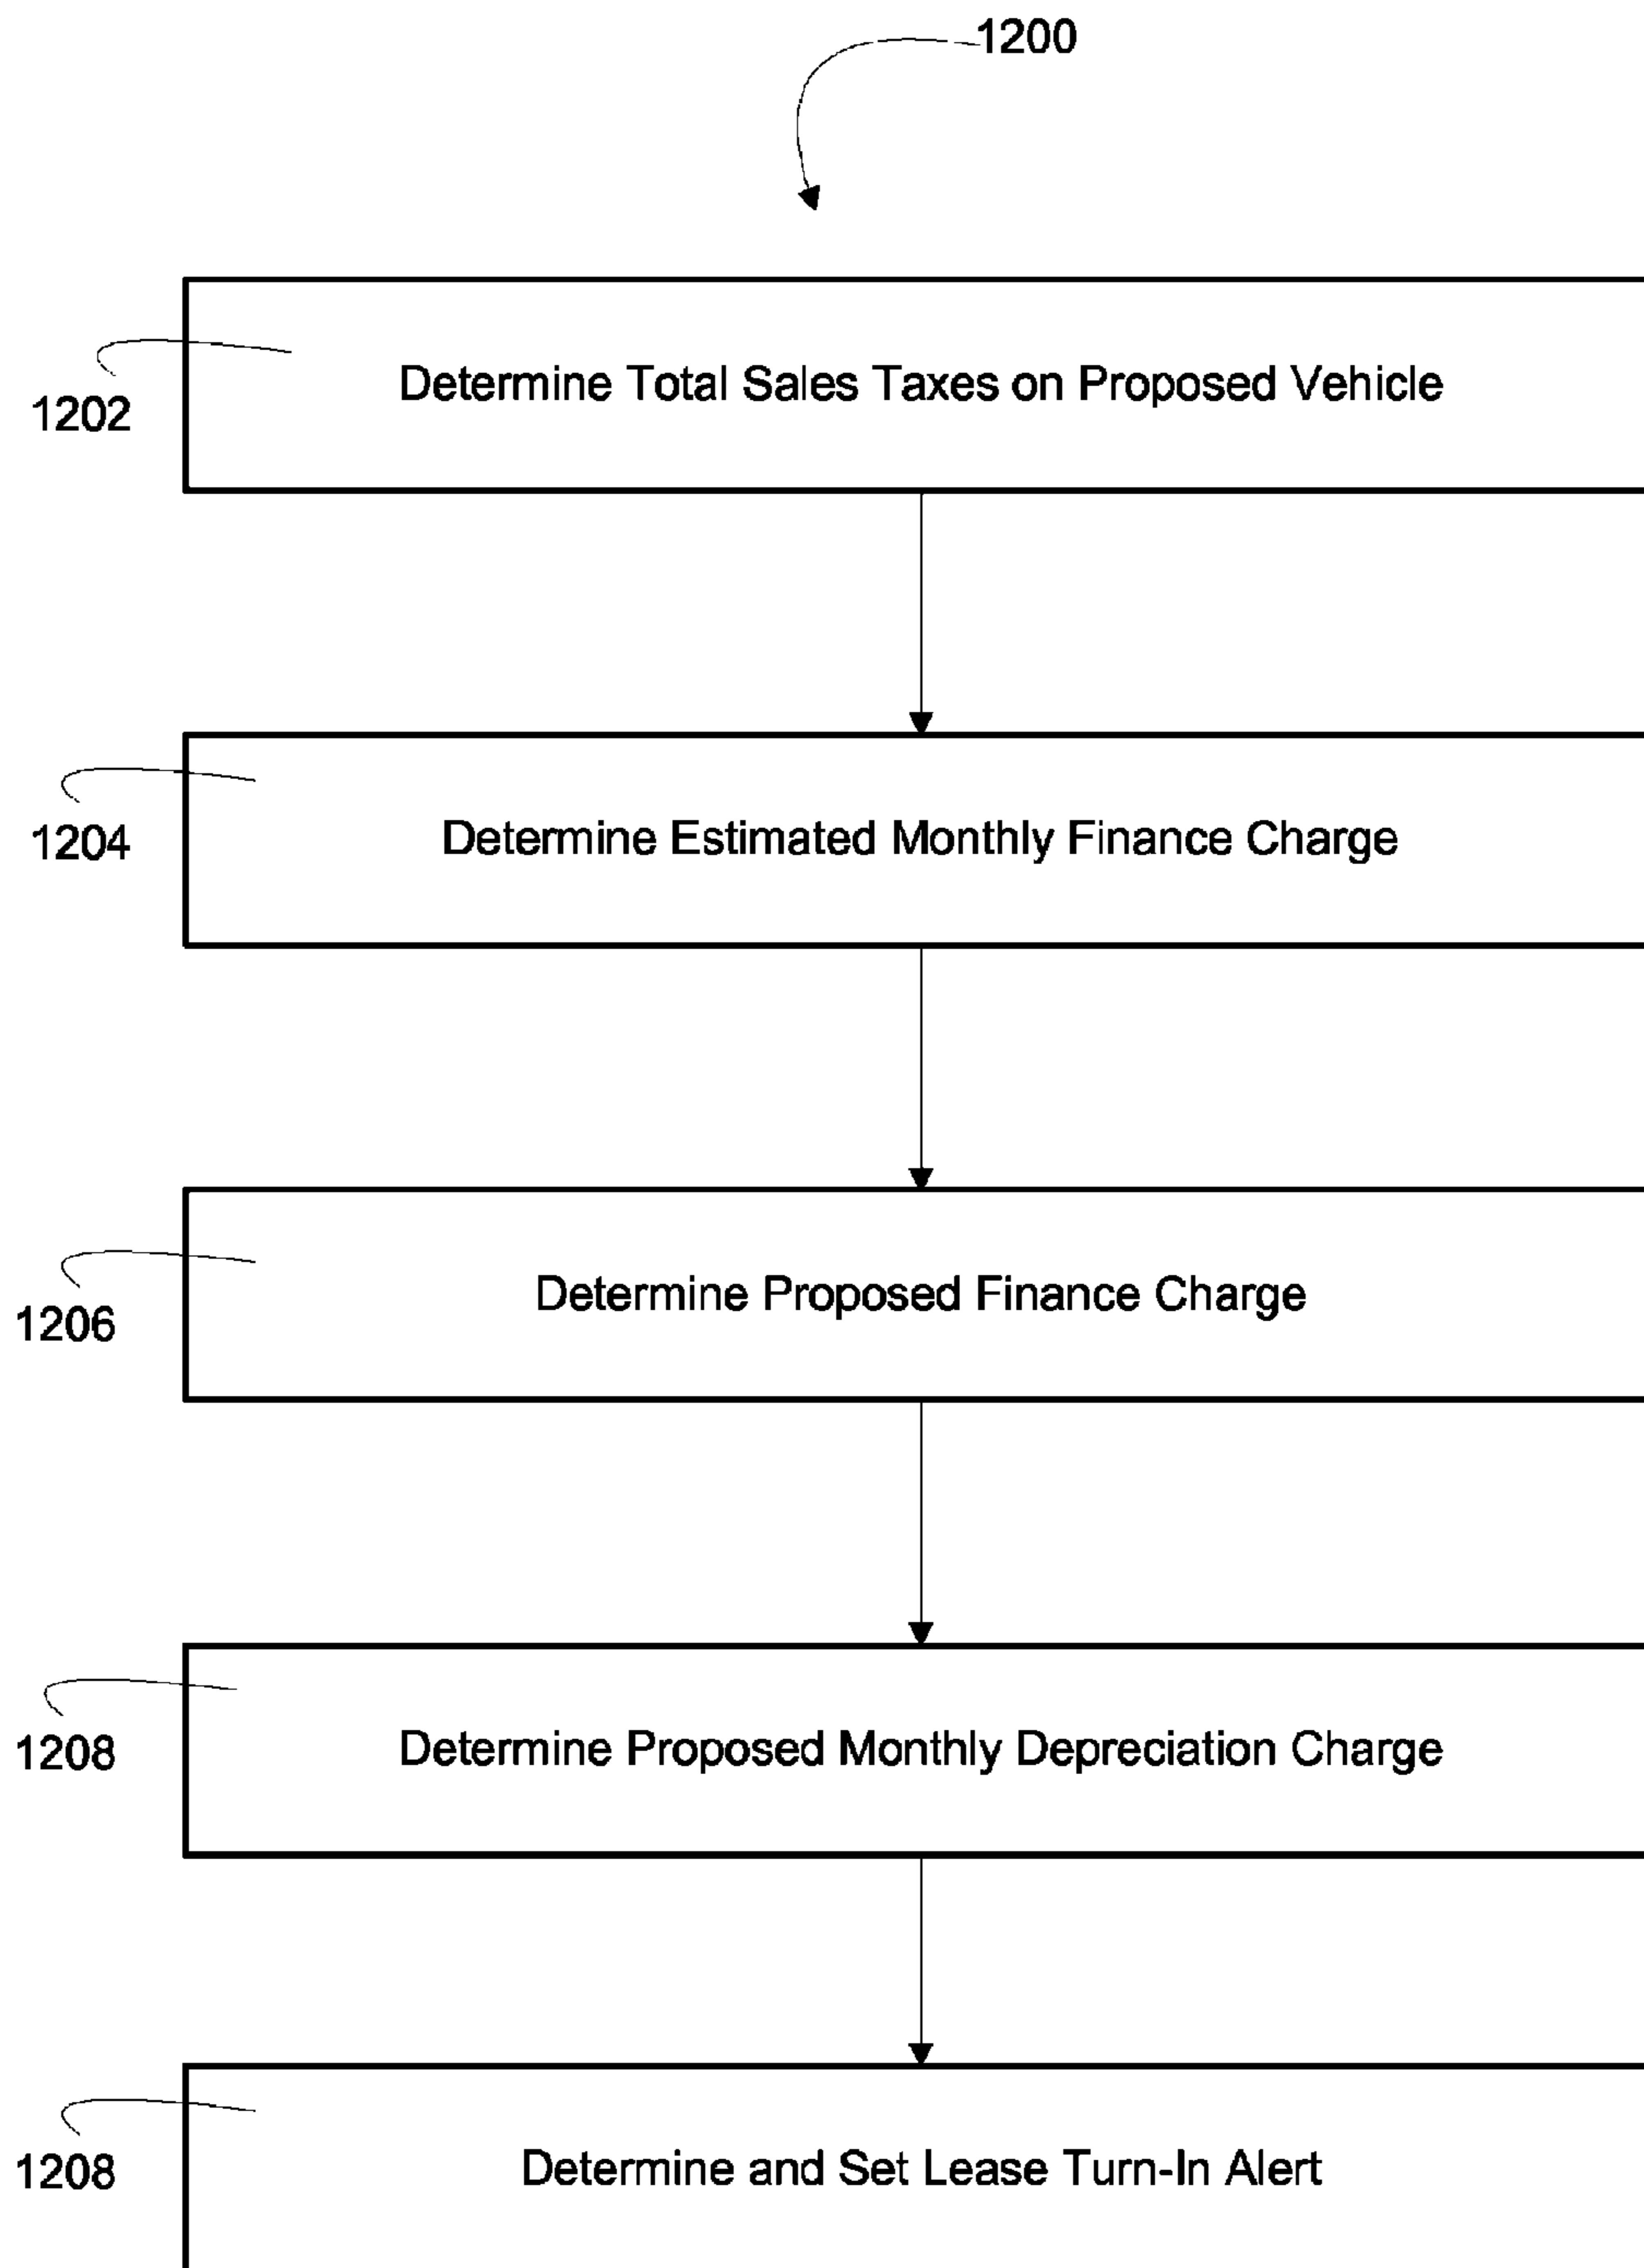 1200
Determine Total Sales Taxes on Proposed Vehicle
1202
Determine Estimated Monthly Finance Charge
1204
Determine Proposed Finance Charge
1206
Determine Proposed Monthly Depreciation Charge
1208
Determine and Set Lease Turn-In Alert
1208